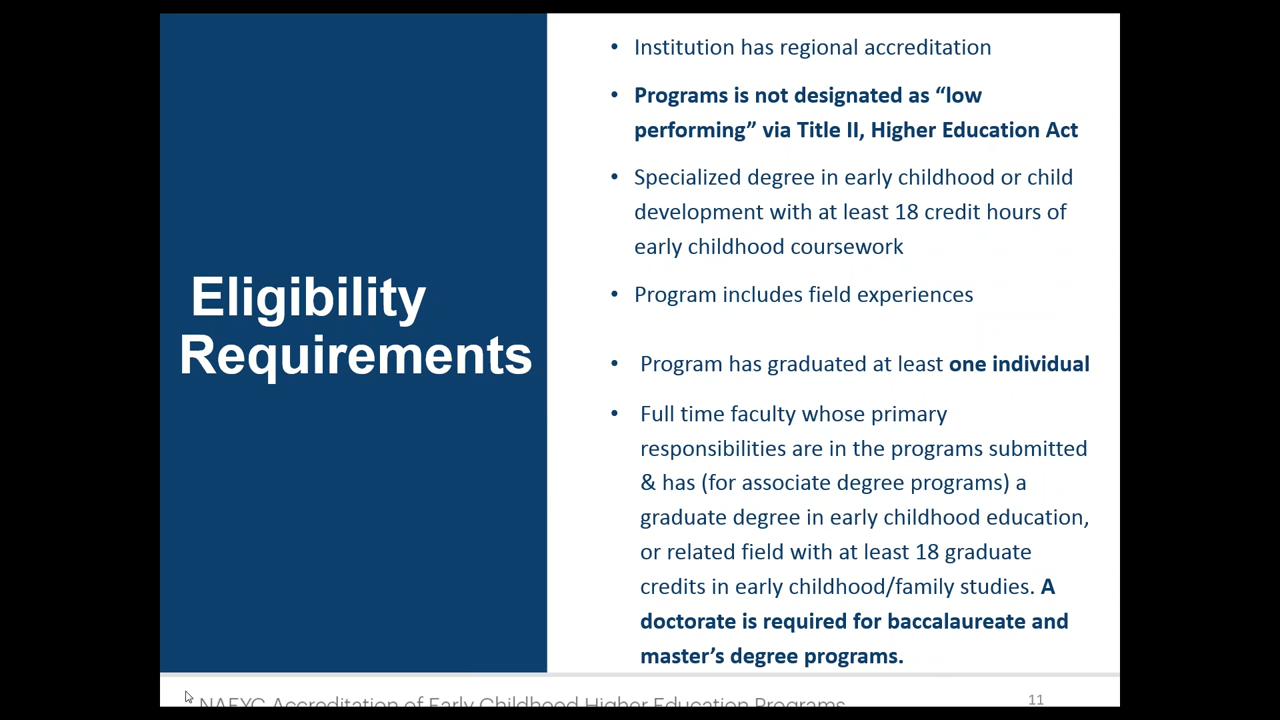 Eligibility
Requirements
• Institution has regional accreditation
• Programs is not designated as “low
performing” via Title II, Higher Education Act
• Specialized degree in early childhood or child
development with at least 18 credit hours of
early childhood coursework
• Program includes field experiences
• Program has graduated at least one individual
• Full time faculty whose primary
responsibilities are in the programs submitted
& has (for associate degree programs) a
graduate degree in early childhood education,
or related field with at least 18 graduate
credits in early childhood/family studies. A
doctorate is required for baccalaureate and
master’s degree programs.
NAEYC Accreditation of Early Childhood Higher Education Programs
11